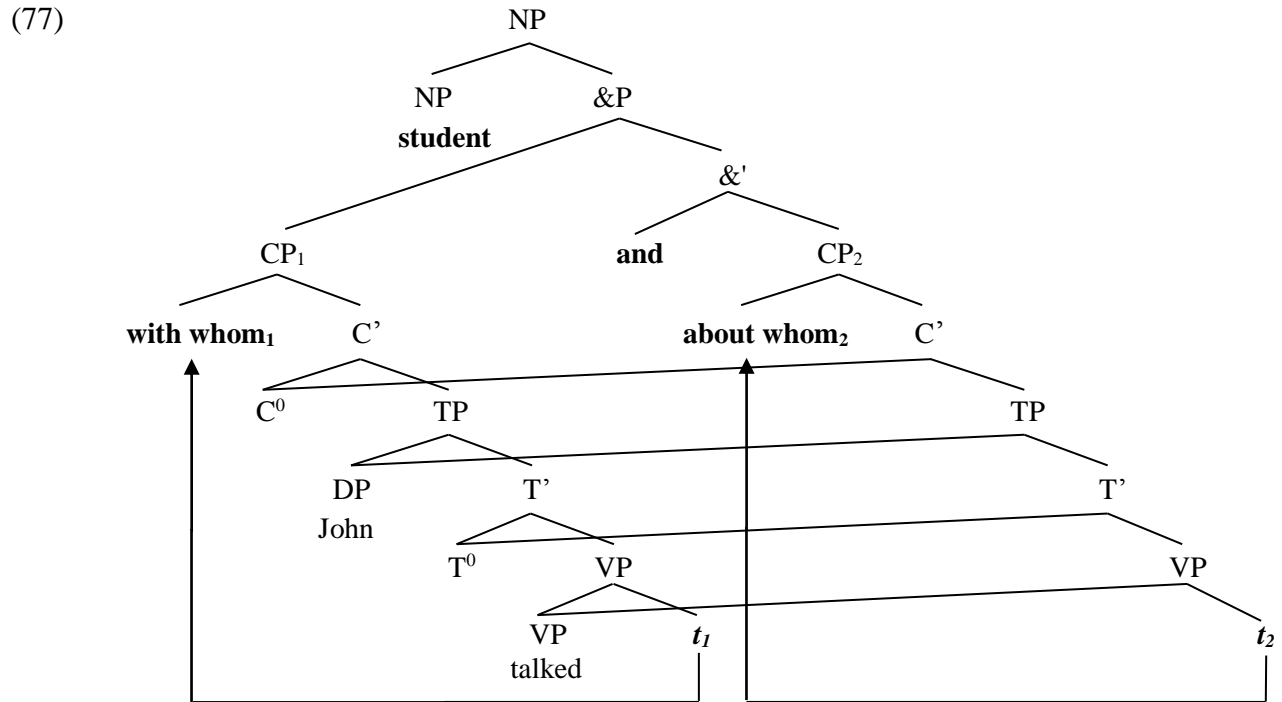 (77) NP
NP &P
student
&'
CP₁ and CP₂
with whom₁ C’ about whom₂ C’
C⁰ TP TP
DP T’ T’
John
T⁰ VP VP
VP t₁ t₂
talked